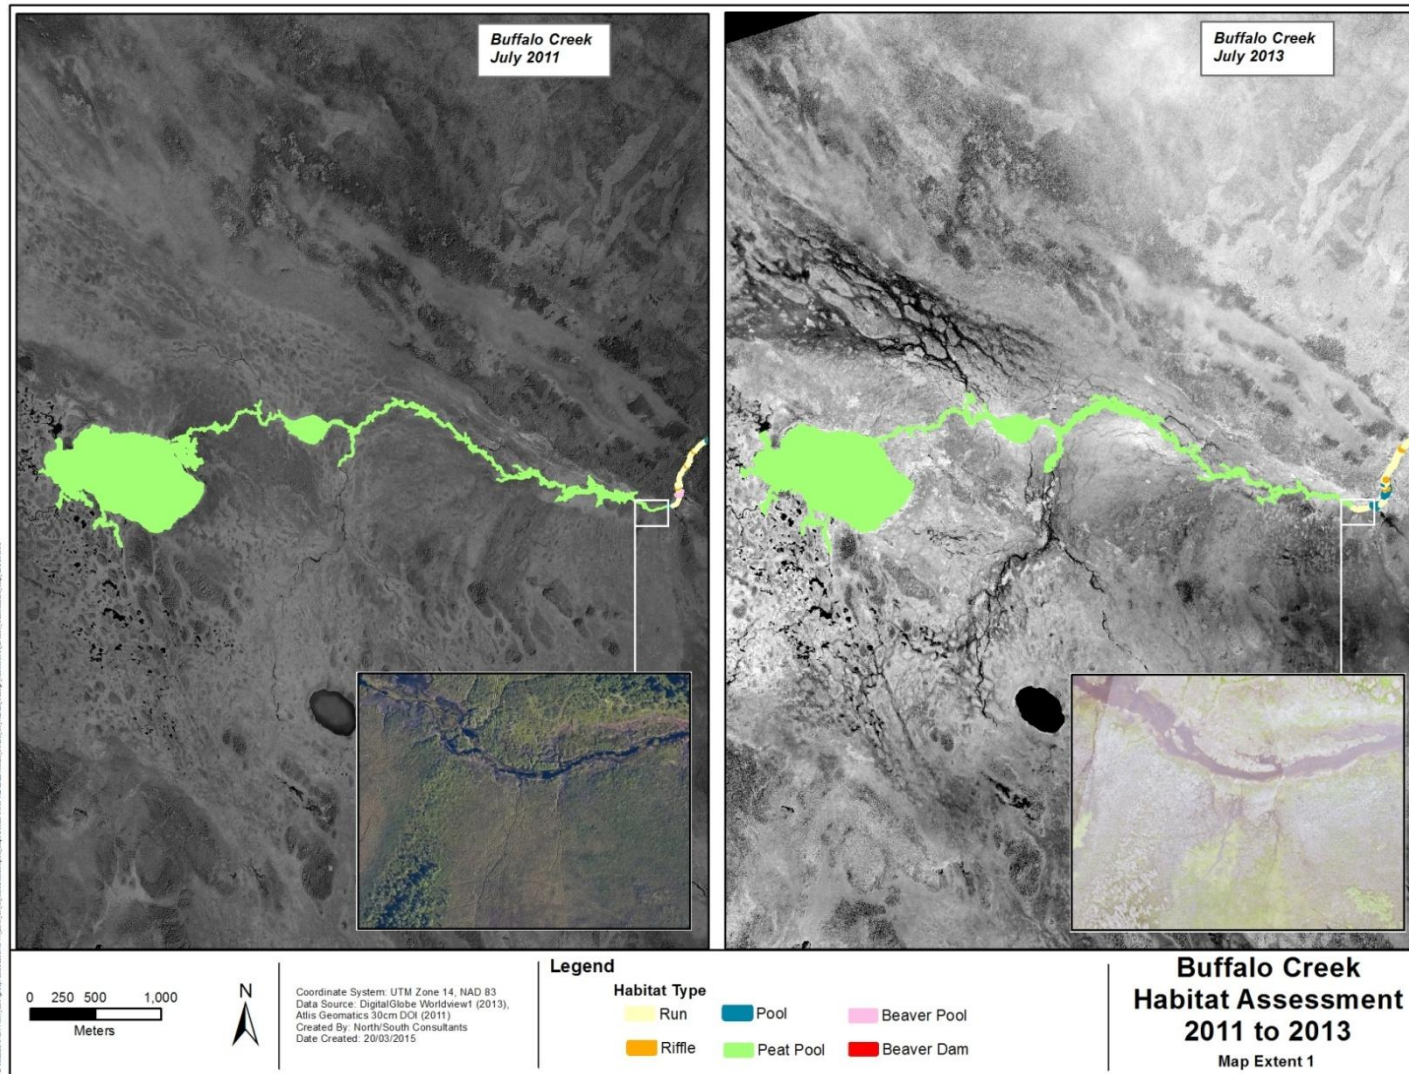 Buffalo Creek
July 2011
Buffalo Creek
July 2013
0 250 500 1,000
Meters
N
Coordinate System: UTM Zone 14, NAD 83
Data Source: DigitalGlobe Worldview1 (2013),
Atlis Geomatics 30cm DOI (2011)
Created By: North/South Consultants
Date Created: 20/03/2015
Legend
Habitat Type
Run
Pool
Beaver Pool
Riffle
Peat Pool
Beaver Dam
Buffalo Creek
Habitat Assessment
2011 to 2013
Map Extent 1